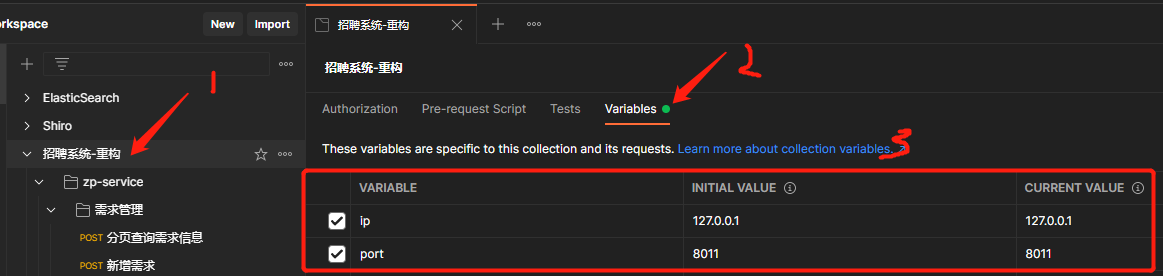 orkspace
New
Import
招聘系统-重构
1
2
招聘系统-重构
ElasticSearch
Authorization
Pre-request Script
Tests
Variables
Shiro
招聘系统-重构
These variables are specific to this collection and its requests. Learn more about collection variables.
3
zp-service
VARIABLE
INITIAL VALUE
CURRENT VALUE
需求管理
ip
127.0.0.1
127.0.0.1
POST 分页查询需求信息
port
8011
8011
POST 新增需求